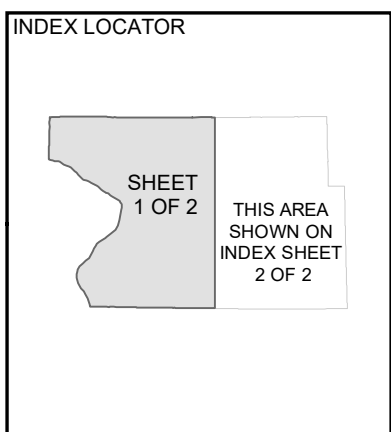 INDEX LOCATOR
SHEET
1 OF 2
THIS AREA
SHOWN ON
INDEX SHEET
2 OF 2